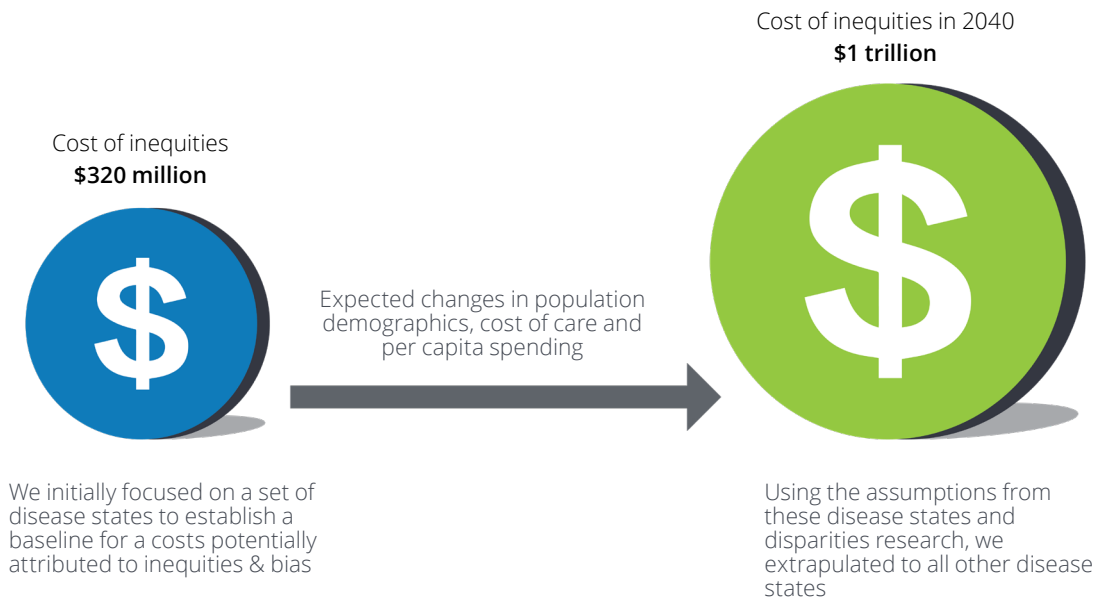 Cost of inequities in 2040
$1 trillion
Cost of inequities
$320 million
$
$
Expected changes in population
demographics, cost of care and
per capita spending
We initially focused on a set of
disease states to establish a
baseline for a costs potentially
attributed to inequities & bias
Using the assumptions from
these disease states and
disparities research, we
extrapulated to all other disease
states